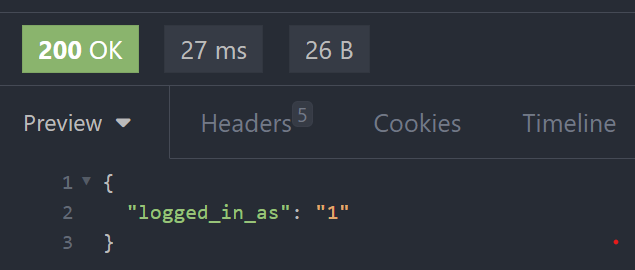 200 OK 27 ms 26 B
Preview Headers 5 Cookies Timeline
1 {
2 "logged_in_as": "1"
3 }